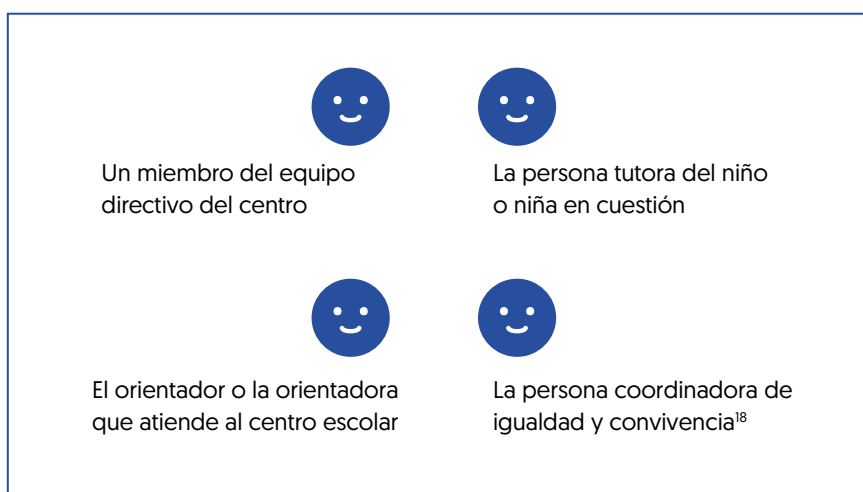 Un miembro del equipo
directivo del centro
La persona tutora del niño
o niña en cuestión
El orientador o la orientadora
que atiende al centro escolar
La persona coordinadora de
igualdad y convivencia¹⁸